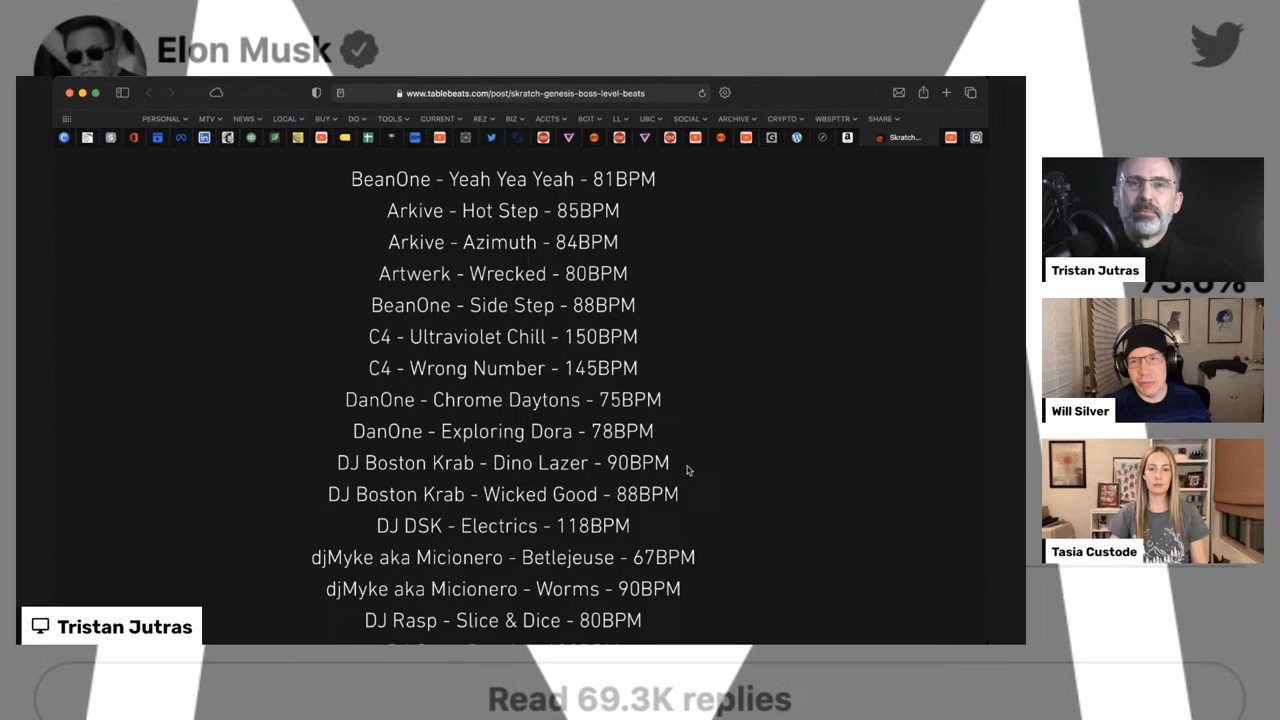 Elon Musk
www.tablebeats.com/post/skratch-genesis-boss-level-beats
PERSONAL MTV NEWS LOCAL BUY DO TOOLS CURRENT REZ BIZ ACCTS BCIT LL UBC SOCIAL ARCHIVE CRYPTO WBSPTTR SHARE
Skratch...
BeanOne - Yeah Yea Yeah - 81BPM
Arkive - Hot Step - 85BPM
Arkive - Azimuth - 84BPM
Artwerk - Wrecked - 80BPM
BeanOne - Side Step - 88BPM
C4 - Ultraviolet Chill - 150BPM
C4 - Wrong Number - 145BPM
DanOne - Chrome Daytons - 75BPM
DanOne - Exploring Dora - 78BPM
DJ Boston Krab - Dino Lazer - 90BPM
DJ Boston Krab - Wicked Good - 88BPM
DJ DSK - Electrics - 118BPM
djMyke aka Micionero - Betlejeuse - 67BPM
djMyke aka Micionero - Worms - 90BPM
DJ Rasp - Slice & Dice - 80BPM
Tristan Jutras
Tristan Jutras
Will Silver
Tasia Custode
Read 69.3K replies